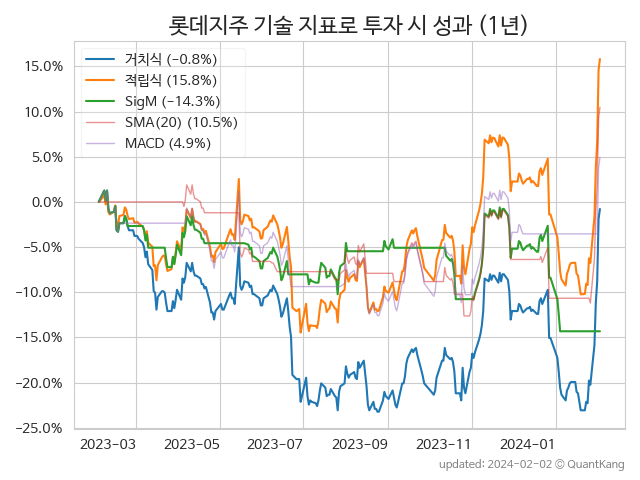 롯데지주 기술 지표로 투자 시 성과 (1년)
거치식 (−0.8%)
적립식 (15.8%)
SigM (−14.3%)
SMA(20) (10.5%)
MACD (4.9%)
15.0%
10.0%
5.0%
0.0%
−5.0%
−10.0%
−15.0%
−20.0%
−25.0%
2023-03 2023-05 2023-07 2023-09 2023-11 2024-01
updated: 2024-02-02 © QuantKang